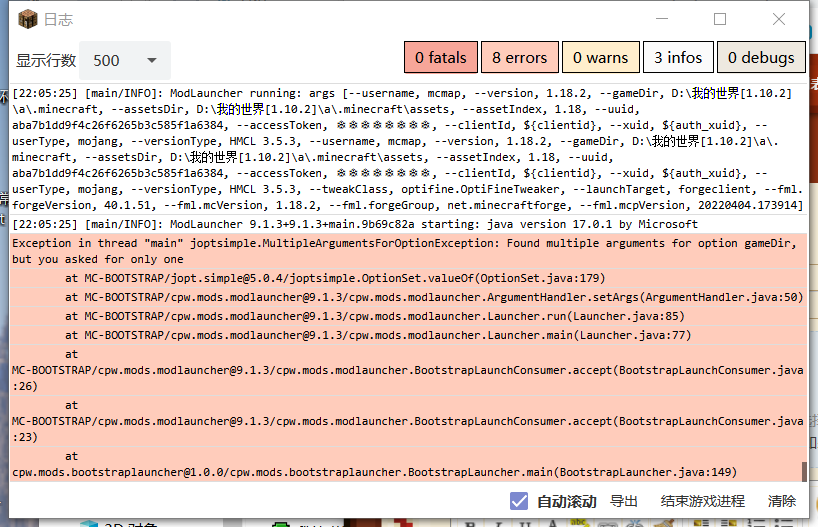 日志
显示行数 500 0 fatals 8 errors 0 warns 3 infos 0 debugs
[22:05:25] [main/INFO]: ModLauncher running: args [--username, mcmap, --version, 1.18.2, --gameDir, D:\我的世界[1.10.2]
\a\.minecraft, --assetsDir, D:\我的世界[1.10.2]\a\.minecraft\assets, --assetIndex, 1.18, --uuid,
aba7b1dd9f4c26f6265b3c585f1a6384, --accessToken, ※※※※※※※※, --clientId, ${clientid}, --xuid, ${auth_xuid}, --
userType, mojang, --versionType, HMCL 3.5.3, --username, mcmap, --version, 1.18.2, --gameDir, D:\我的世界[1.10.2]\a\.
minecraft, --assetsDir, D:\我的世界[1.10.2]\a\.minecraft\assets, --assetIndex, 1.18, --uuid,
aba7b1dd9f4c26f6265b3c585f1a6384, --accessToken, ※※※※※※※※, --clientId, ${clientid}, --xuid, ${auth_xuid}, --
userType, mojang, --versionType, HMCL 3.5.3, --tweakClass, optifine.OptiFineTweaker, --launchTarget, forgeclient, --fml.
forgeVersion, 40.1.51, --fml.mcVersion, 1.18.2, --fml.forgeGroup, net.minecraftforge, --fml.mcpVersion, 20220404.173914]
[22:05:25] [main/INFO]: ModLauncher 9.1.3+9.1.3+main.9b69c82a starting: java version 17.0.1 by Microsoft
Exception in thread "main" joptsimple.MultipleArgumentsForOptionException: Found multiple arguments for option gameDir,
but you asked for only one
at MC-BOOTSTRAP/jopt.simple@5.0.4/joptsimple.OptionSet.valueOf(OptionSet.java:179)
at MC-BOOTSTRAP/cpw.mods.modlauncher@9.1.3/cpw.mods.modlauncher.ArgumentHandler.setArgs(ArgumentHandler.java:50)
at MC-BOOTSTRAP/cpw.mods.modlauncher@9.1.3/cpw.mods.modlauncher.Launcher.run(Launcher.java:85)
at MC-BOOTSTRAP/cpw.mods.modlauncher@9.1.3/cpw.mods.modlauncher.Launcher.main(Launcher.java:77)
at
MC-BOOTSTRAP/cpw.mods.modlauncher@9.1.3/cpw.mods.modlauncher.BootstrapLaunchConsumer.accept(BootstrapLaunchConsumer.java
:26)
at
MC-BOOTSTRAP/cpw.mods.modlauncher@9.1.3/cpw.mods.modlauncher.BootstrapLaunchConsumer.accept(BootstrapLaunchConsumer.java
:23)
at
cpw.mods.bootstraplauncher@1.0.0/cpw.mods.bootstraplauncher.BootstrapLauncher.main(BootstrapLauncher.java:149)
自动滚动 导出 结束游戏进程 清除